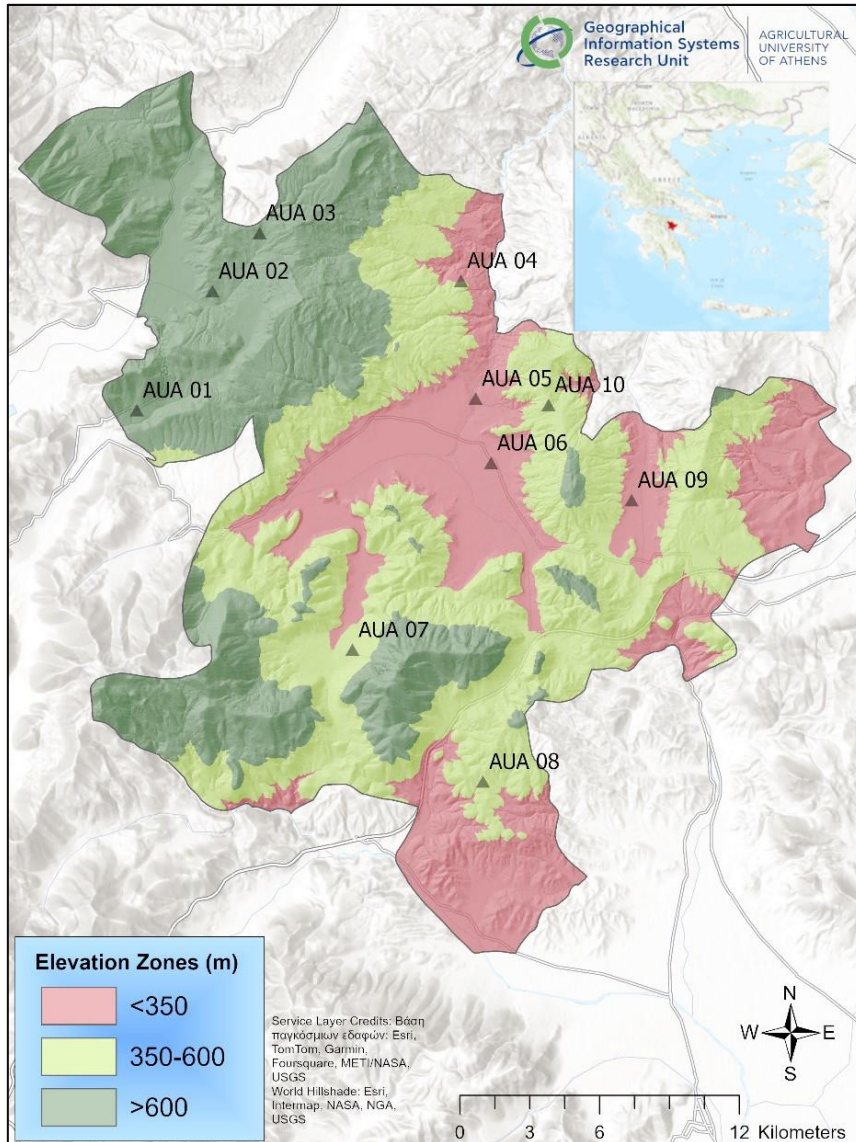 Geographical
Information Systems
Research Unit
AGRICULTURAL
UNIVERSITY
OF ATHENS
GREECE
AUA 03
AUA 02
AUA 04
AUA 01
AUA 05
AUA 10
AUA 06
AUA 09
AUA 07
AUA 08
Elevation Zones (m)
<350
350-600
>600
Service Layer Credits: Βάση
παγκόσμιων εδαφών: Esri,
TomTom, Garmin,
Foursquare, METI/NASA,
USGS
World Hillshade: Esri,
Intermap, NASA, NGA,
USGS
N
W E
S
0 3 6 12 Kilometers